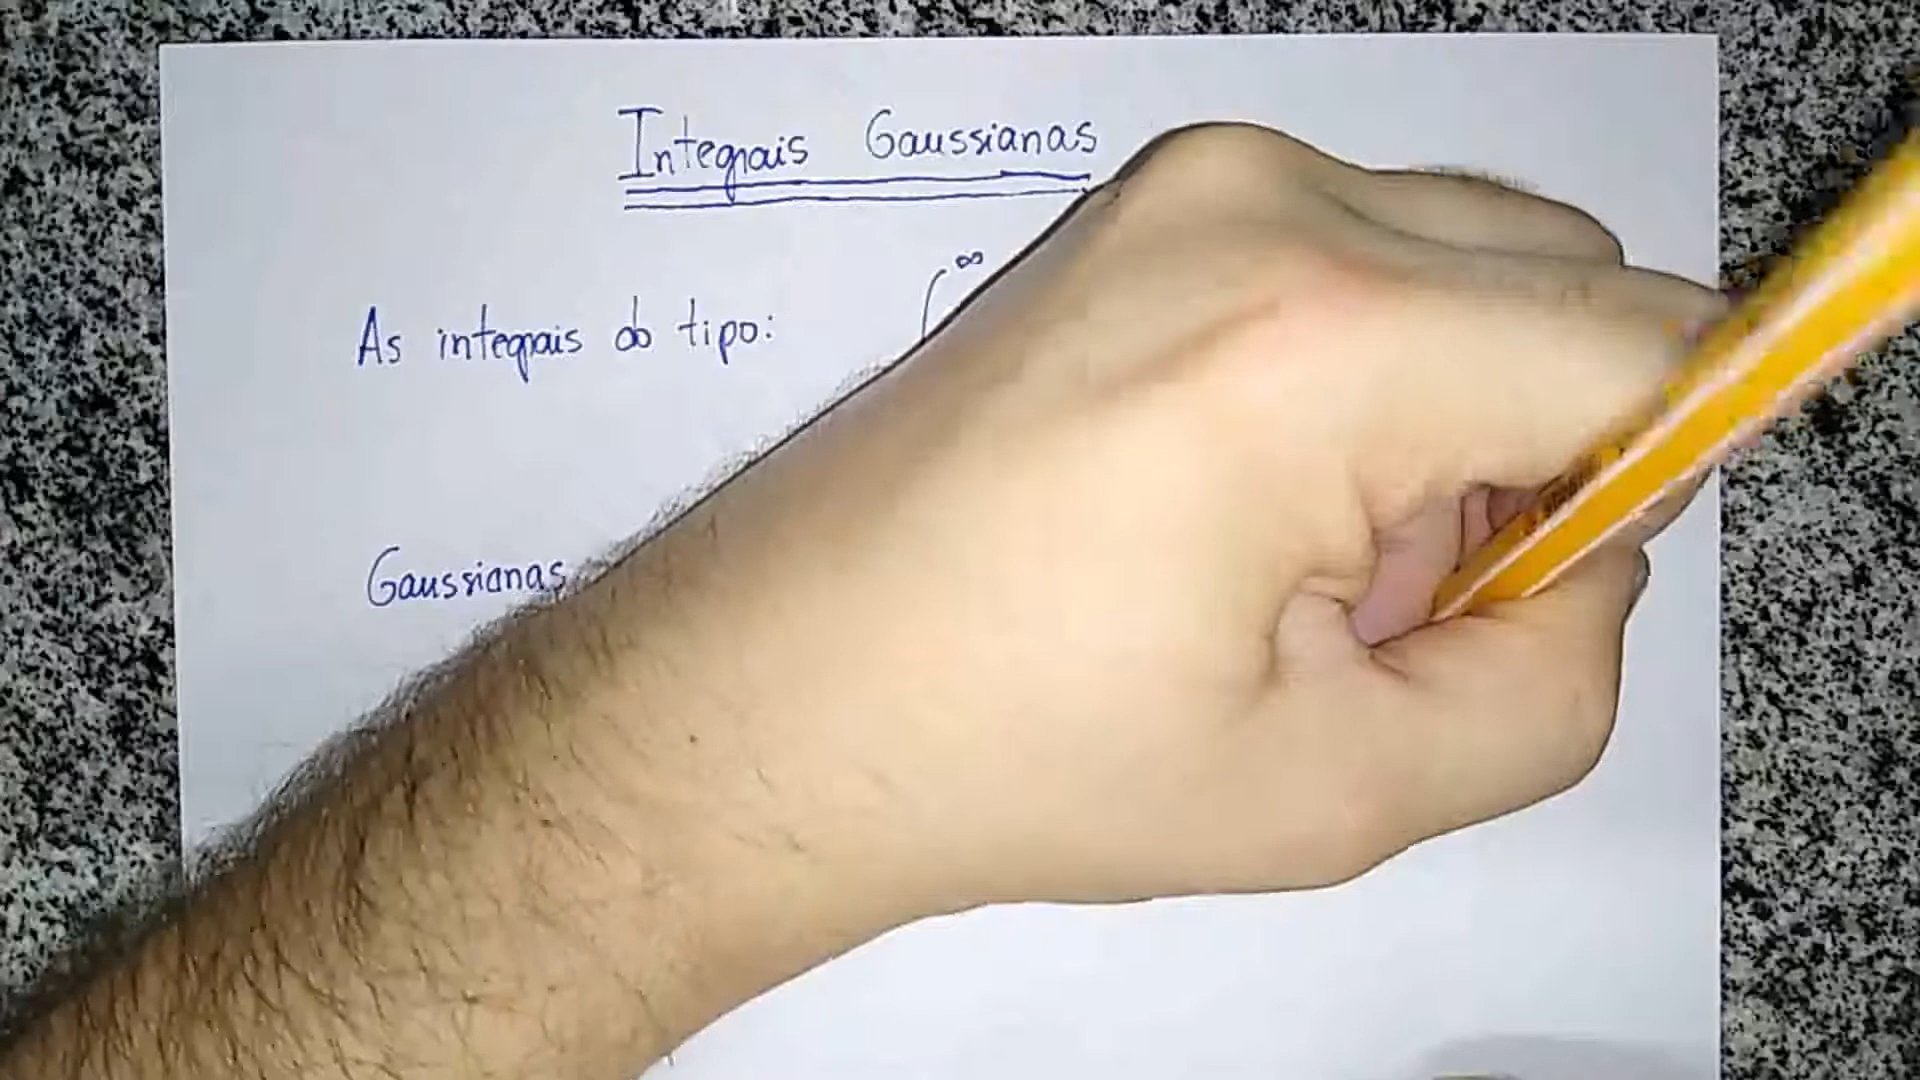 Integrais Gaussianas
As integrais do tipo: ∫ ∞
Gaussianas